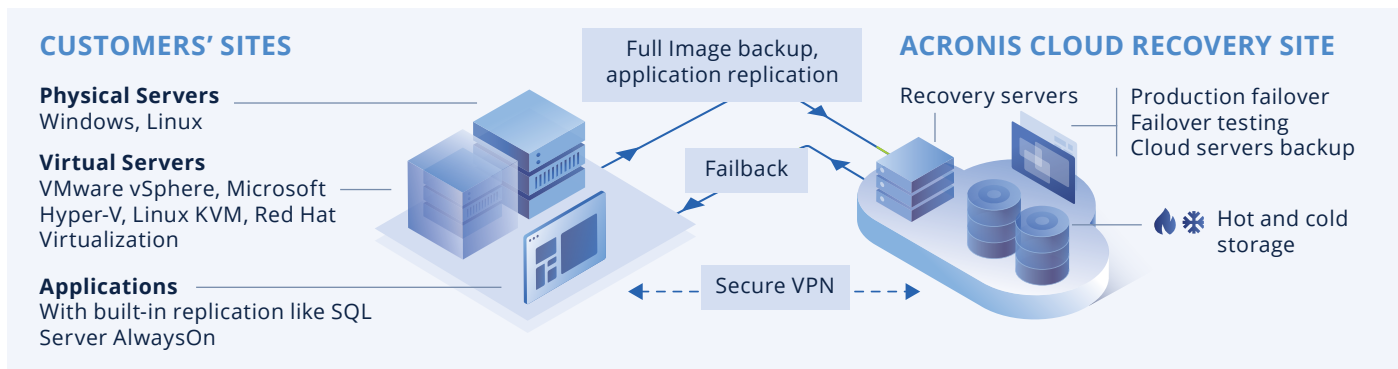 CUSTOMERS’ SITES
Physical Servers
Windows, Linux
Virtual Servers
VMware vSphere, Microsoft
Hyper-V, Linux KVM, Red Hat
Virtualization
Applications
With built-in replication like SQL
Server AlwaysOn
Full Image backup,
application replication
Failback
Secure VPN
ACRONIS CLOUD RECOVERY SITE
Recovery servers
Production failover
Failover testing
Cloud servers backup
Hot and cold
storage